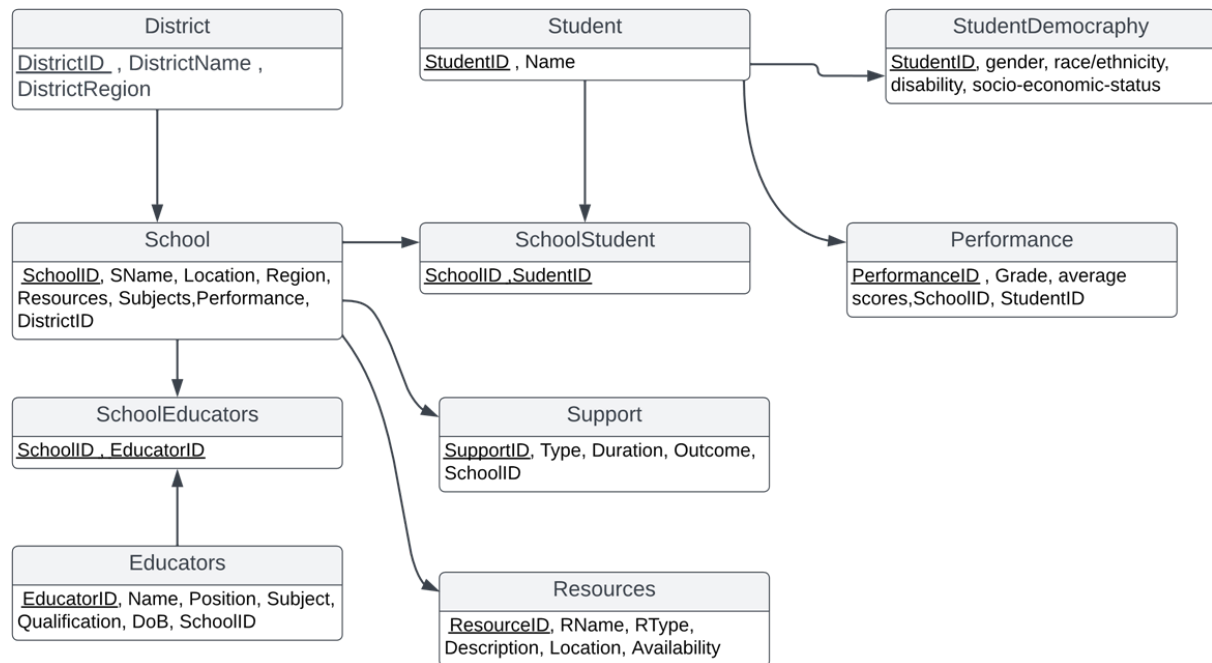 District
DistrictID , DistrictName ,
DistrictRegion
Student
StudentID , Name
StudentDemocraphy
StudentID, gender, race/ethnicity,
disability, socio-economic-status
School
SchoolID, SName, Location, Region,
Resources, Subjects,Performance,
DistrictID
SchoolStudent
SchoolID ,SudentID
Performance
PerformanceID , Grade, average
scores,SchoolID, StudentID
SchoolEducators
SchoolID , EducatorID
Support
SupportID, Type, Duration, Outcome,
SchoolID
Educators
EducatorID, Name, Position, Subject,
Qualification, DoB, SchoolID
Resources
ResourceID, RName, RType,
Description, Location, Availability